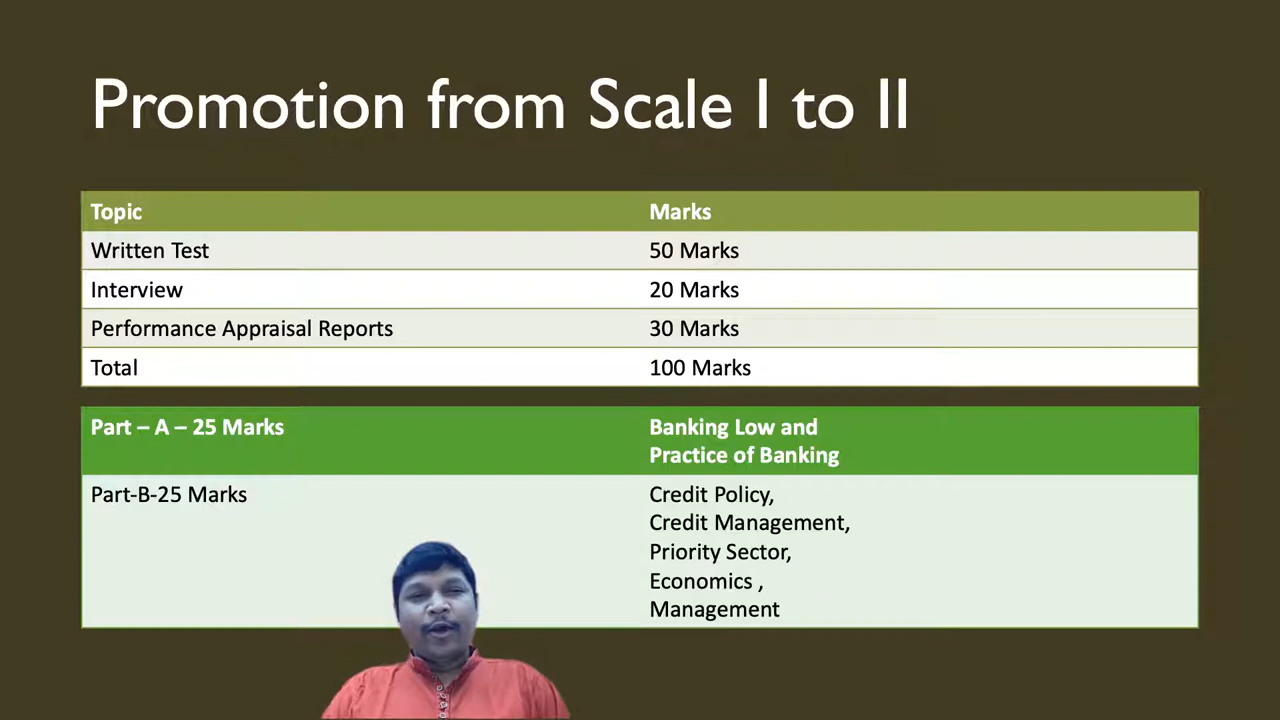 Promotion from Scale I to II
Topic Marks
Written Test 50 Marks
Interview 20 Marks
Performance Appraisal Reports 30 Marks
Total 100 Marks
Part – A – 25 Marks Banking Low and
Practice of Banking
Part-B-25 Marks Credit Policy,
Credit Management,
Priority Sector,
Economics ,
Management